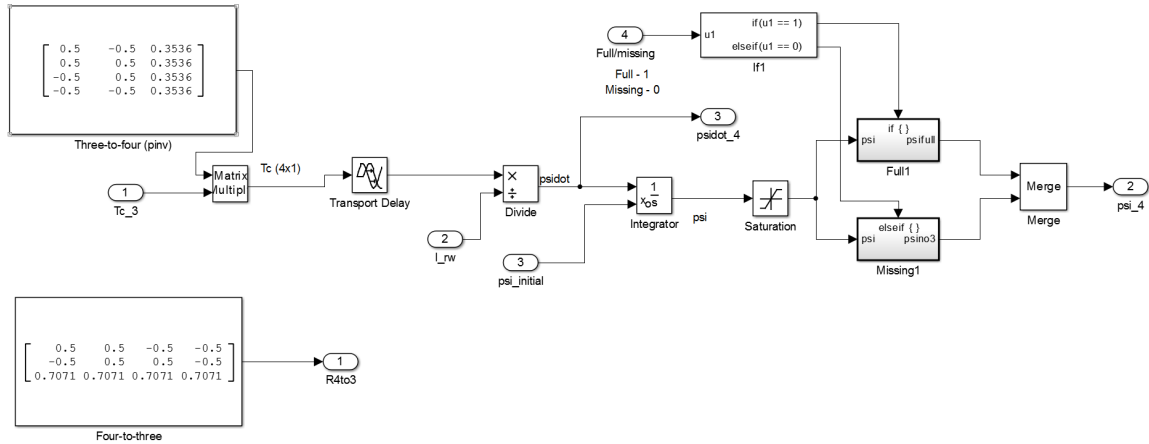 0.5 -0.5 0.3536
0.5 0.5 0.3536
-0.5 0.5 0.3536
-0.5 -0.5 0.3536
Three-to-four (pinv)
1
Tc_3
Matrix
Multipl
Tc (4x1)
Transport Delay
×
÷
Divide
2
I_rw
psidot
3
psi_initial
1
s
xo
Integrator
psi
Saturation
3
psidot_4
4
Full/missing
Full - 1
Missing - 0
u1
if(u1 == 1)
elseif(u1 == 0)
If1
if { }
psi psifull
Full1
elseif { }
psi psino3
Missing1
Merge
Merge
2
psi_4
0.5 0.5 -0.5 -0.5
-0.5 0.5 0.5 -0.5
0.7071 0.7071 0.7071 0.7071
Four-to-three
1
R4to3